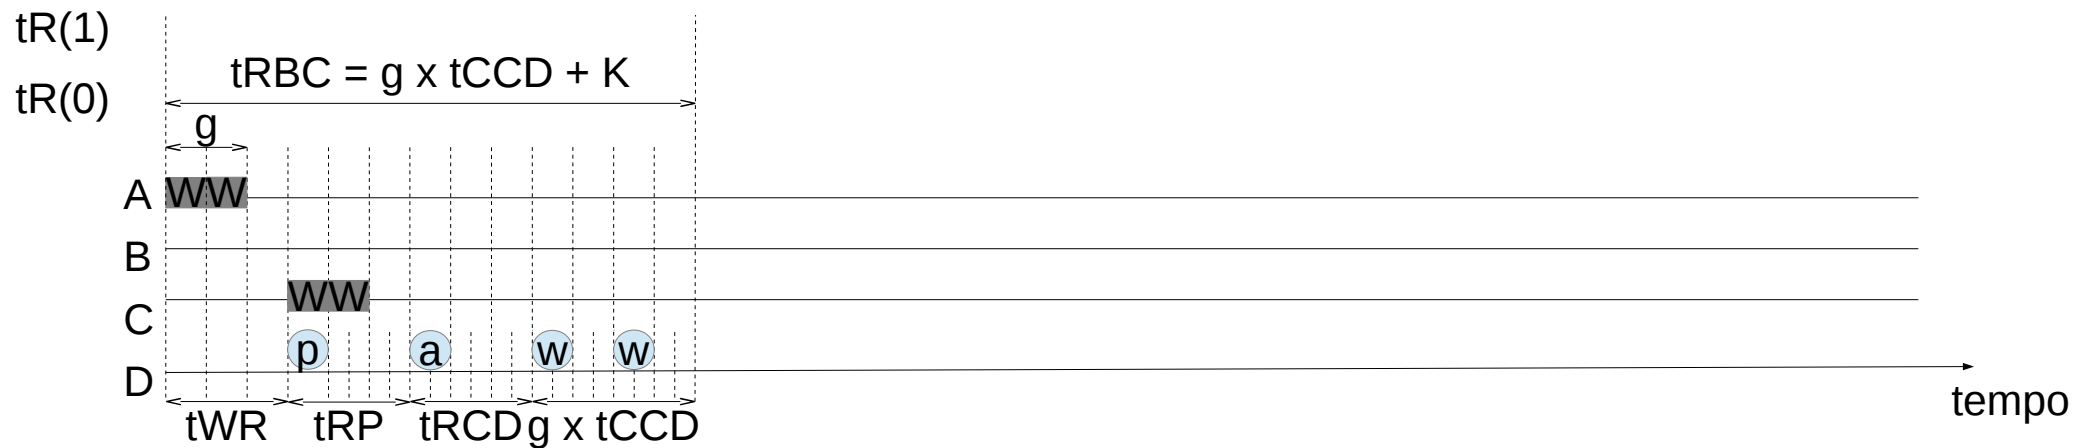 tR(1)
tRBC = g x tCCD + K
tR(0)
g
A WW
B
WW
C
p a w w
D
tWR tRP tRCD g x tCCD
tempo